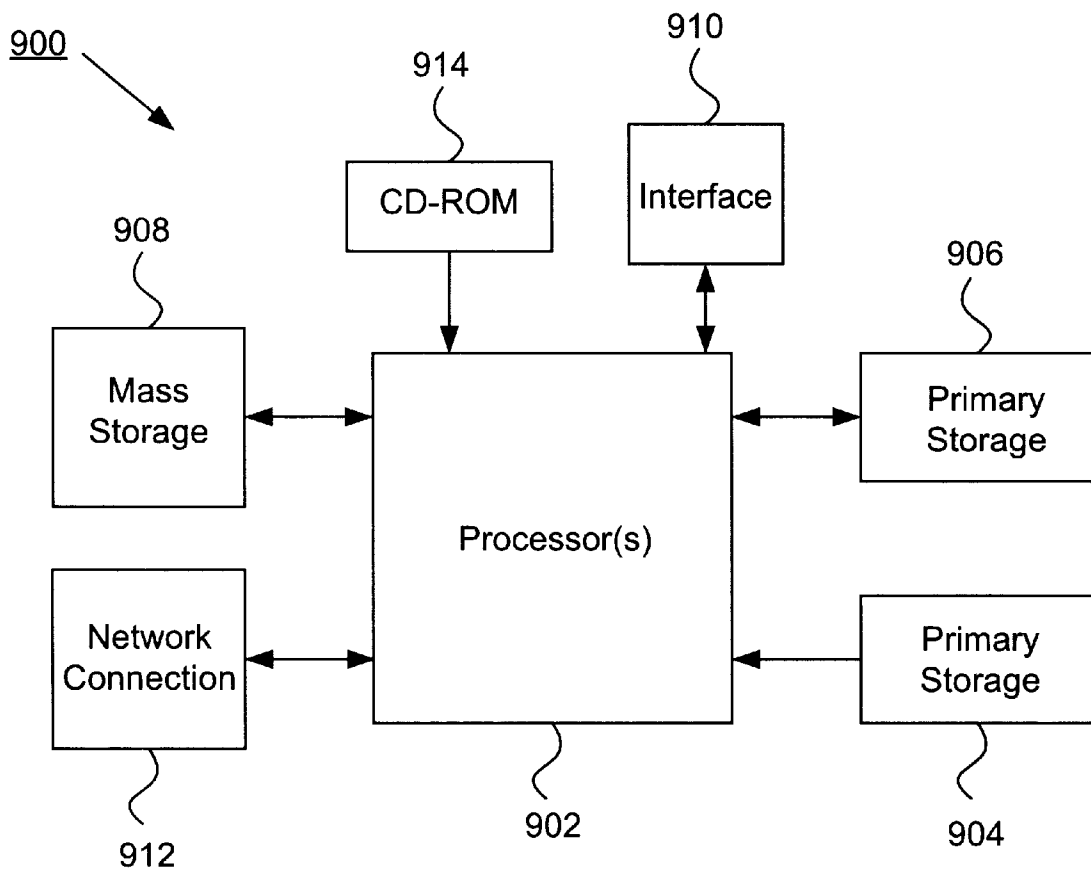 900
914
910
CD-ROM
Interface
908
906
Mass
Storage
Primary
Storage
Processor(s)
Network
Connection
Primary
Storage
912
902
904